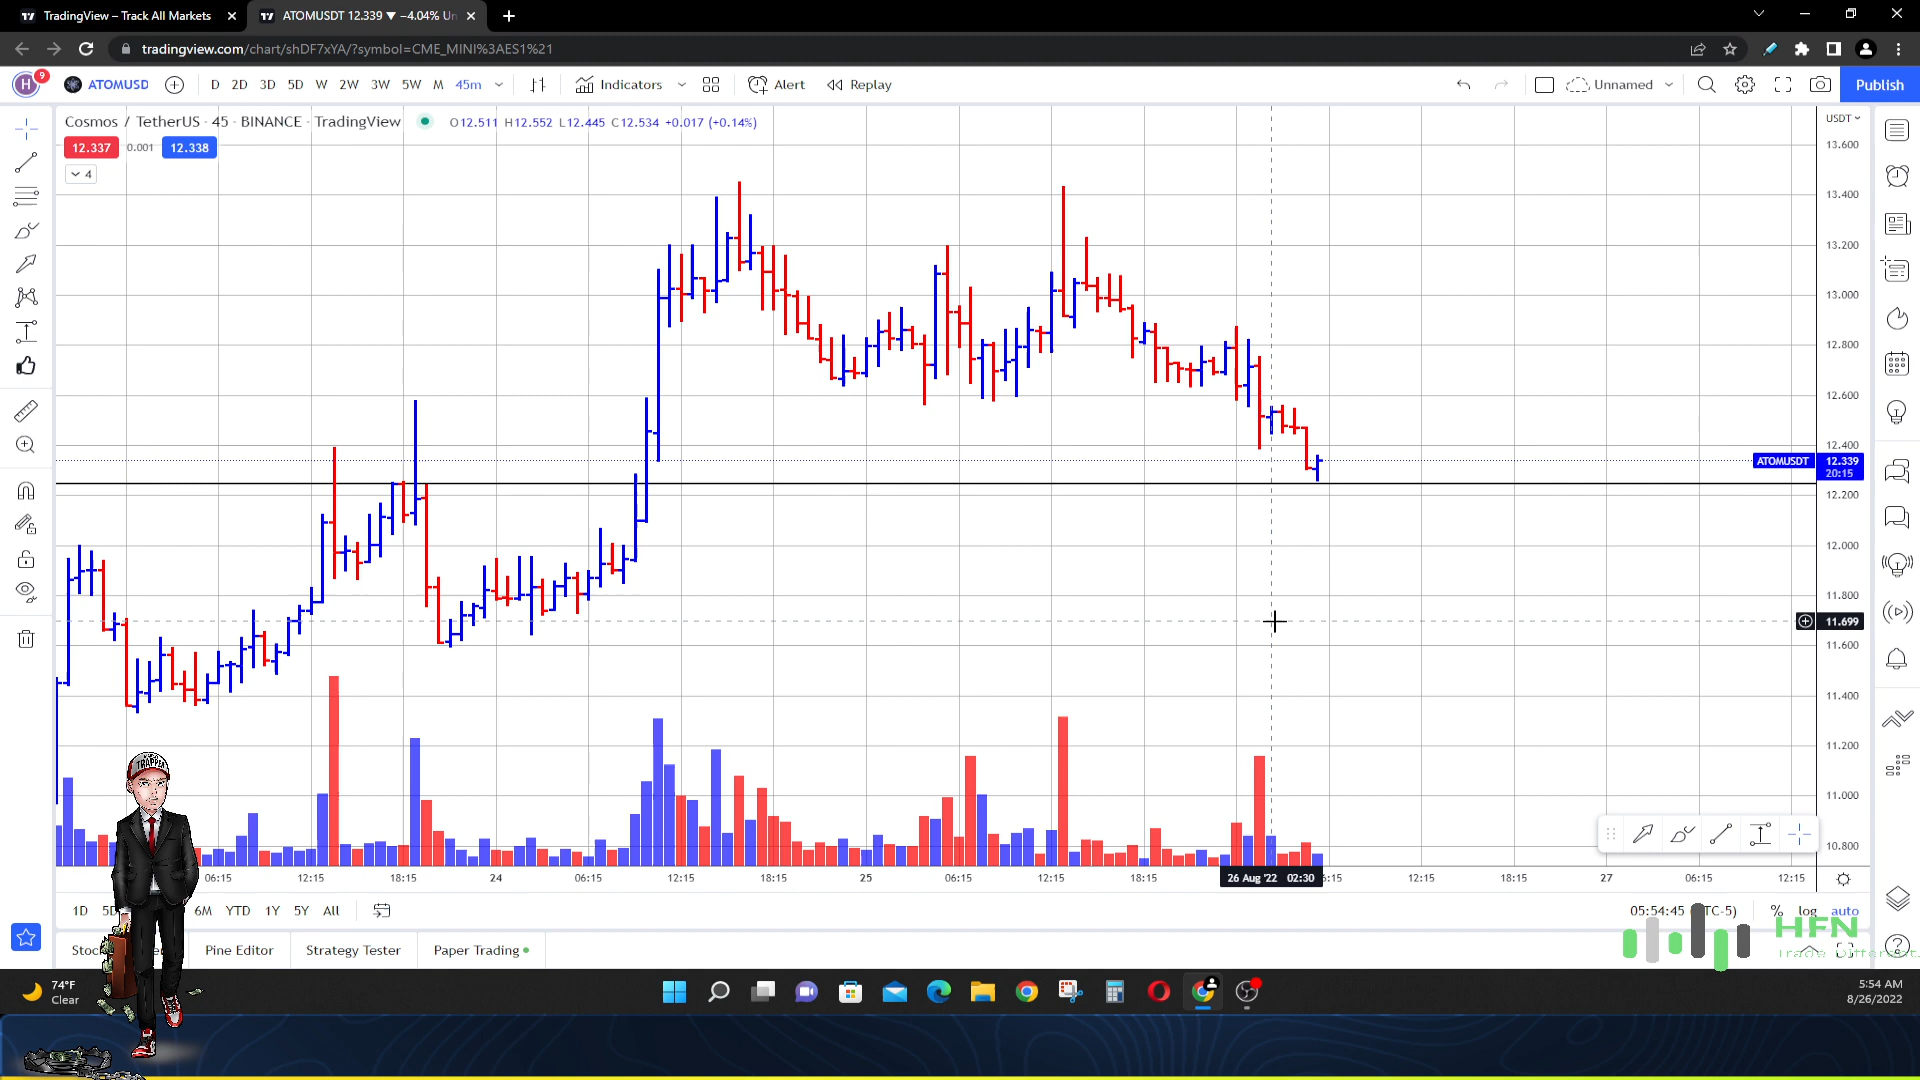 TradingView – Track All Markets
ATOMUSDT 12.339 ▼ −4.04% Un
tradingview.com/chart/shDF7xYA/?symbol=CME_MINI%3AES1%21
H
9
ATOMUSD
D 2D 3D 5D W 2W 3W 5W M 45m
Indicators
Alert
Replay
Unnamed
Publish
Cosmos / TetherUS · 45 · BINANCE · TradingView
O12.511 H12.552 L12.445 C12.534 +0.017 (+0.14%)
USDT
12.337
0.001
12.338
4
13.600
13.400
13.200
13.000
12.800
12.600
12.400
ATOMUSDT
12.339
20:15
12.200
12.000
11.800
11.699
11.600
11.400
11.200
11.000
10.800
TRAPPER
06:15 12:15 18:15 24 06:15 12:15 18:15 25 06:15 12:15 18:15
26 Aug '22 02:30
12:15 18:15 27 06:15 12:15
1D
6M YTD 1Y 5Y All
05:54:45
% log auto
HFN
Trade Different.
Pine Editor
Strategy Tester
Paper Trading
74°F
Clear
5:54 AM
8/26/2022